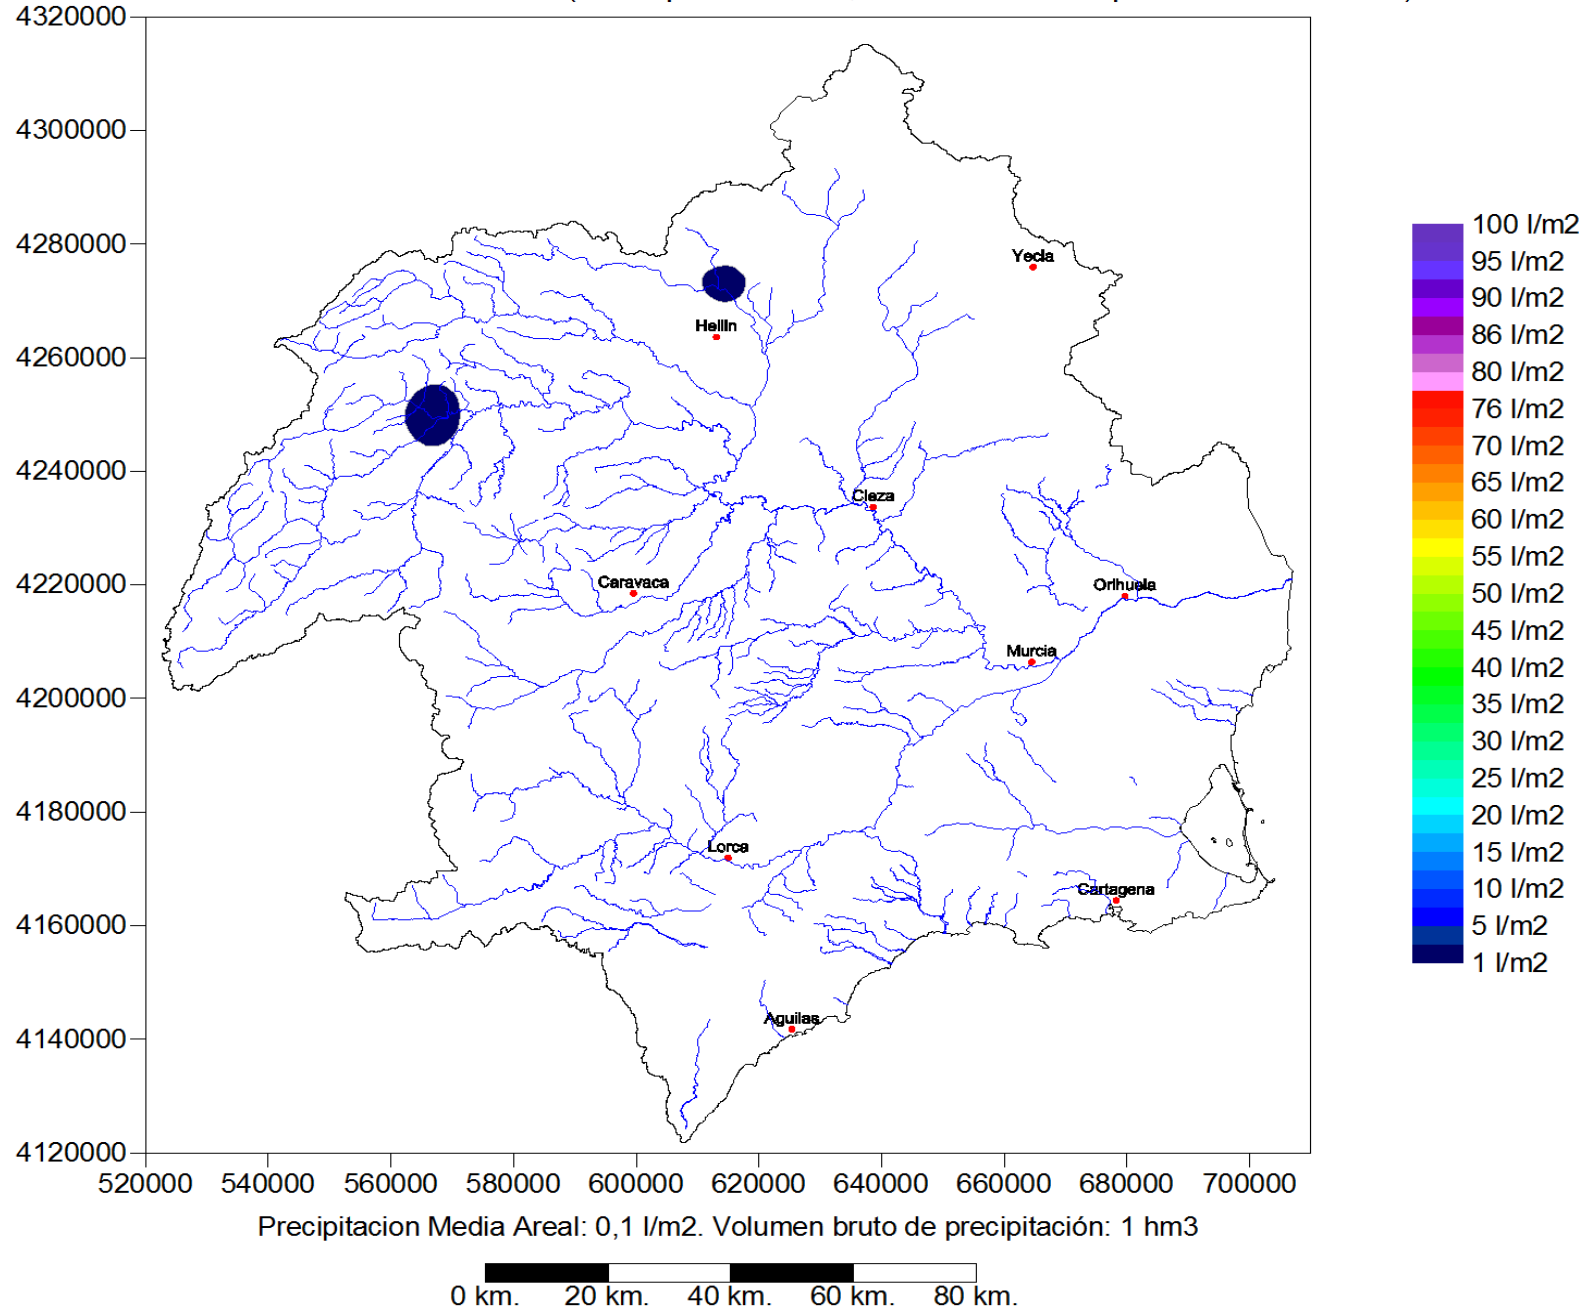 4320000
4300000
4280000
4260000
4240000
4220000
4200000
4180000
4160000
4140000
4120000
520000 540000 560000 580000 600000 620000 640000 660000 680000 700000
Yecla
Hellin
Cieza
Caravaca
Orihuela
Murcia
Lorca
Cartagena
Aguilas
100 l/m2
95 l/m2
90 l/m2
86 l/m2
80 l/m2
76 l/m2
70 l/m2
65 l/m2
60 l/m2
55 l/m2
50 l/m2
45 l/m2
40 l/m2
35 l/m2
30 l/m2
25 l/m2
20 l/m2
15 l/m2
10 l/m2
5 l/m2
1 l/m2
Precipitacion Media Areal: 0,1 l/m2. Volumen bruto de precipitación: 1 hm3
0 km. 20 km. 40 km. 60 km. 80 km.